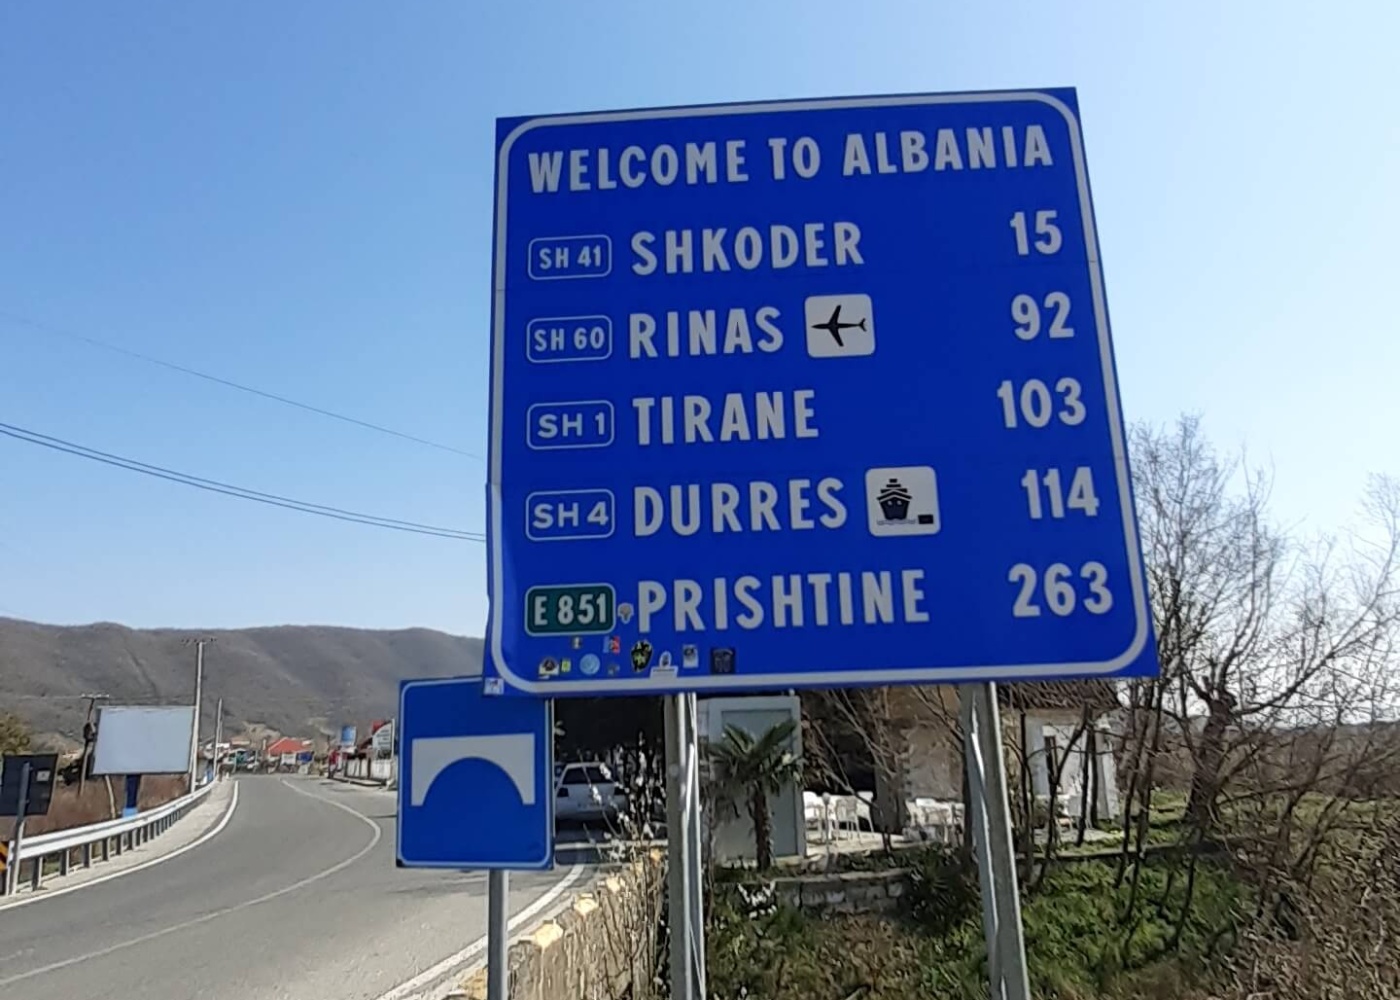 WELCOME TO ALBANIA
SH 41 SHKODER 15
SH 60 RINAS 92
SH 1 TIRANE 103
SH 4 DURRES 114
E 851 PRISHTINE 263